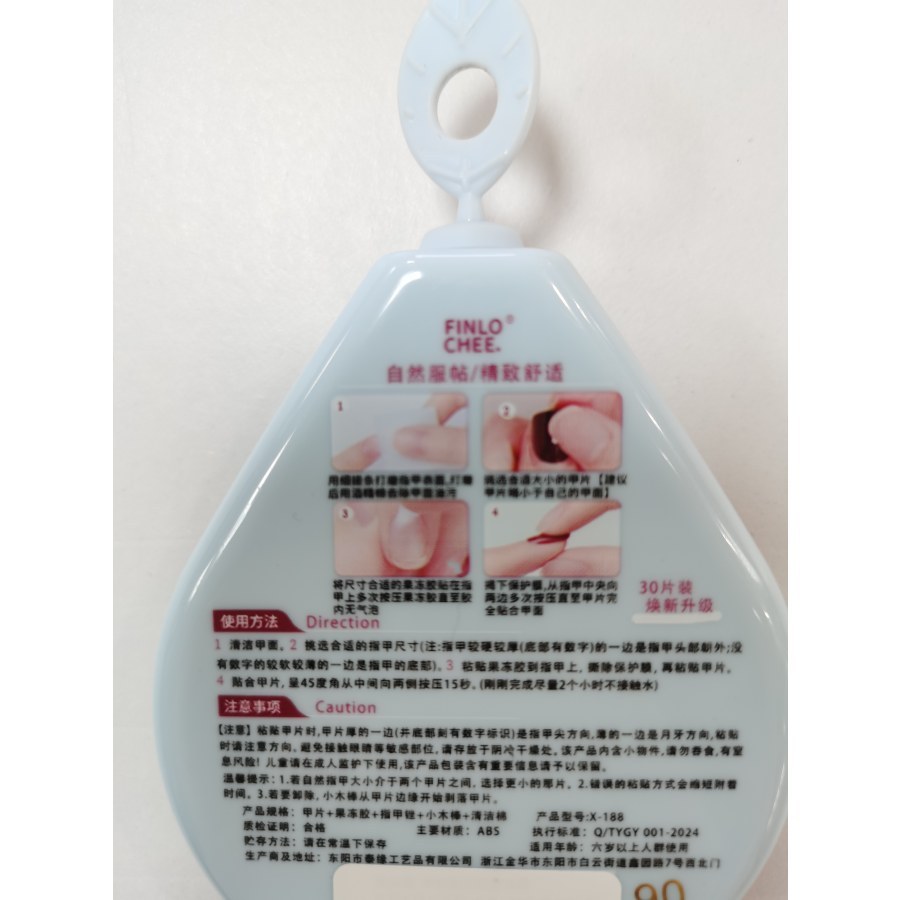 FINLO®
CHEE.
自然服帖/精致舒适
1
2
用细锉条打磨指甲表面,打磨
后用酒精棉去除甲面油污
挑选合适大小的甲片【建议
甲片略小于自己的甲面】
3
4
将尺寸合适的果冻胶贴在指
甲上多次按压果冻胶直至胶
内无气泡
揭下保护膜,从指甲中央向
两边多次按压直至甲片完
全贴合甲面
30片装
焕新升级
使用方法 Direction
1 清洁甲面。2 挑选合适的指甲尺寸(注:指甲较硬较厚(底部有数字)的一边是指甲头部朝外;没
有数字的较软较薄的一边是指甲的底部)。3 粘贴果冻胶到指甲上, 撕除保护膜, 再粘贴甲片。
4 贴合甲片, 呈45度角从中间向两侧按压15秒。(刚刚完成尽量2个小时不接触水)
注意事项 Caution
【注意】粘贴甲片时,甲片厚的一边(并底部刻有数字标识)是指甲尖方向,薄的一边是月牙方向,粘贴
时请注意方向。避免接触眼睛等敏感部位。请存放于阴冷干燥处。该产品内含小物件,请勿吞食,有窒
息风险! 儿童请在成人监护下使用,该产品包装含有重要信息请予以保留。
温馨提示: 1.若自然指甲大小介于两个甲片之间, 选择更小的那片。2.错误的粘贴方式会缩短附着
时间。3.若要卸除, 小木棒从甲片边缘开始剥落甲片。
产品规格: 甲片+果冻胶+指甲锉+小木棒+清洁棉 产品型号:X-188
质检证明: 合格 主要材质: ABS 执行标准: Q/TYGY 001-2024
贮存方法: 请在常温下保存 适用年龄: 六岁以上人群使用
生产商及地址: 东阳市泰缘工艺品有限公司 浙江金华市东阳市白云街道鑫园路7号西北门
90